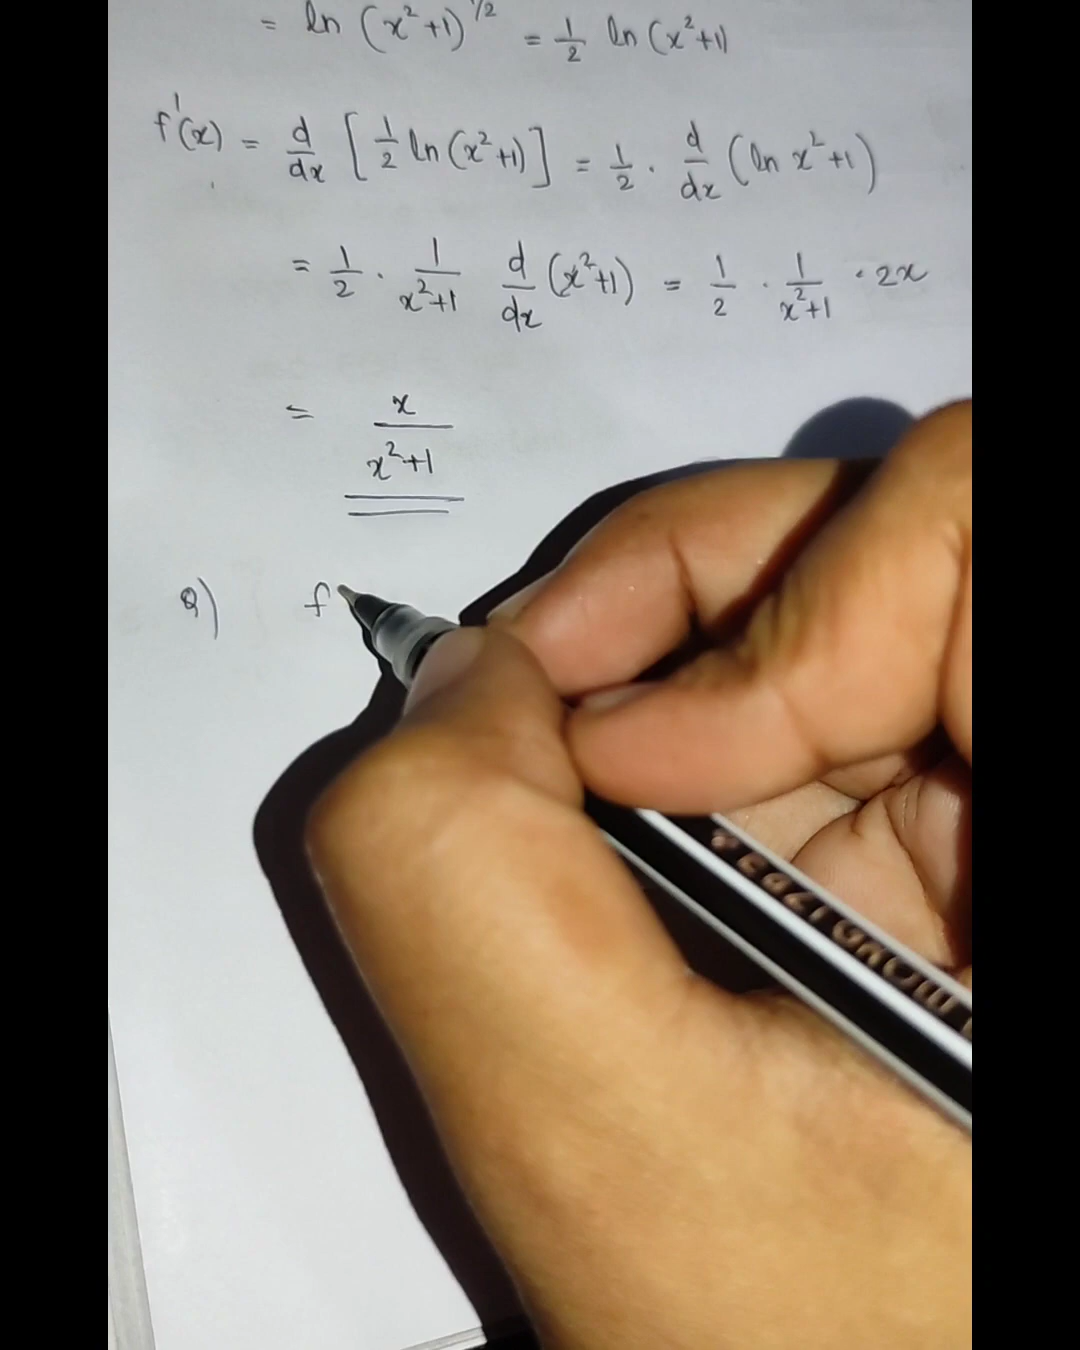 = ln (x²+1)^1/2 = 1/2 ln (x²+1)
f'(x) = d/dx [1/2 ln (x²+1)] = 1/2 · d/dx (ln x²+1)
= 1/2 · 1/x²+1 d/dx (x²+1) = 1/2 · 1/x²+1 · 2x
= x/x²+1
Q) f